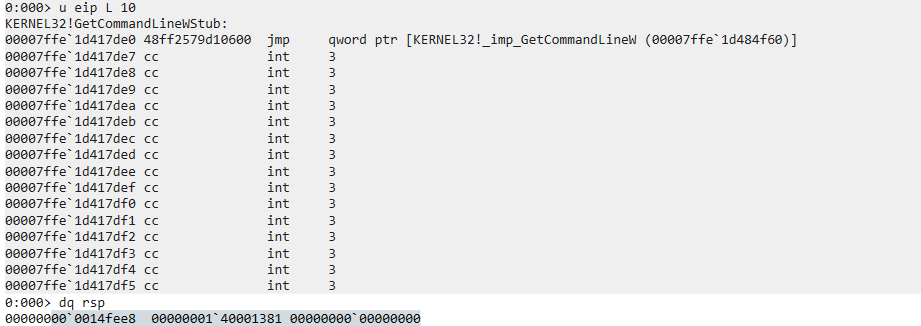 0:000> u eip L 10
KERNEL32!GetCommandLineWStub:
00007ffe`1d417de0 48ff2579d10600  jmp     qword ptr [KERNEL32!_imp_GetCommandLineW (00007ffe`1d484f60)]
00007ffe`1d417de7 cc              int     3
00007ffe`1d417de8 cc              int     3
00007ffe`1d417de9 cc              int     3
00007ffe`1d417dea cc              int     3
00007ffe`1d417deb cc              int     3
00007ffe`1d417dec cc              int     3
00007ffe`1d417ded cc              int     3
00007ffe`1d417dee cc              int     3
00007ffe`1d417def cc              int     3
00007ffe`1d417df0 cc              int     3
00007ffe`1d417df1 cc              int     3
00007ffe`1d417df2 cc              int     3
00007ffe`1d417df3 cc              int     3
00007ffe`1d417df4 cc              int     3
00007ffe`1d417df5 cc              int     3
0:000> dq rsp
00000000`0014fee8  00000001`40001381 00000000`00000000